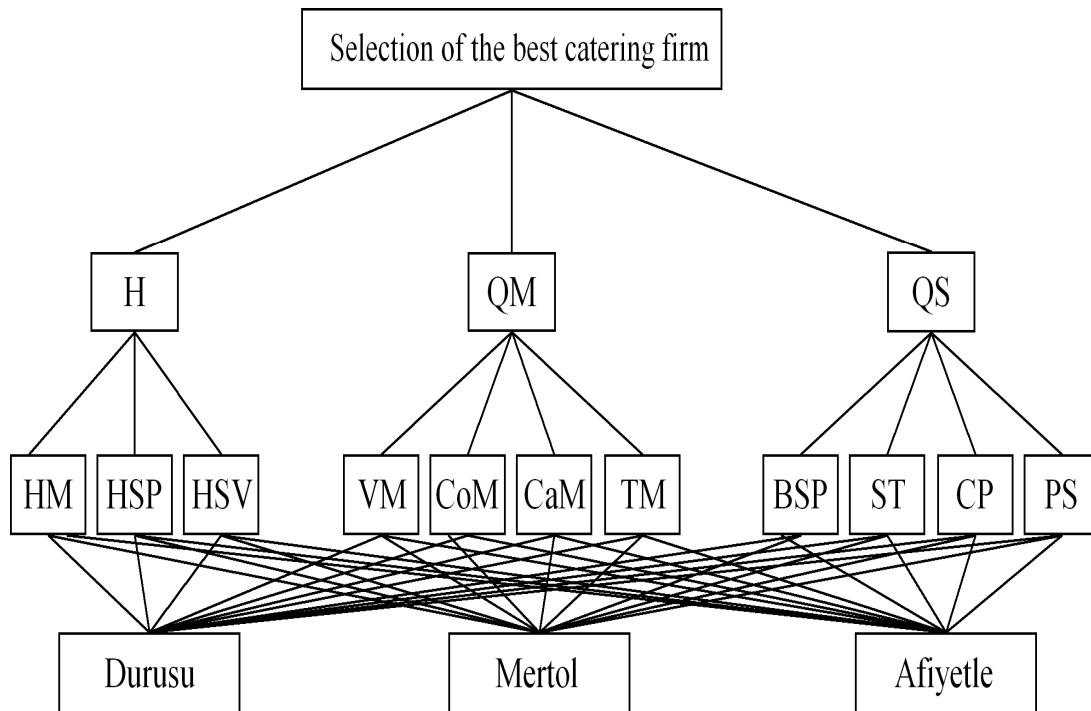 Selection of the best catering firm
H
QM
QS
HM
HSP
HSV
VM
CoM
CaM
TM
BSP
ST
CP
PS
Durusu
Mertol
Afiyetle